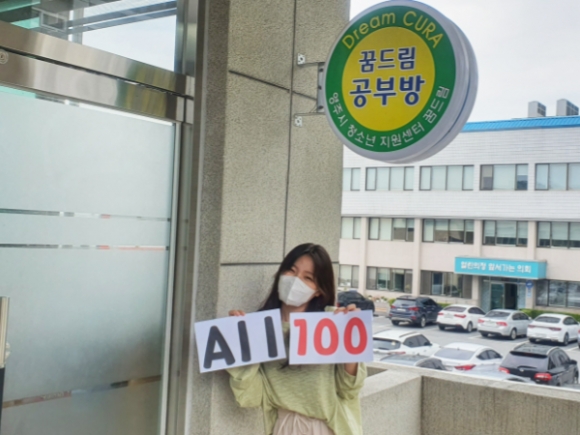 Dream CURA
꿈드림
공부방
영주시 청소년 지원센터 꿈드림
All 100